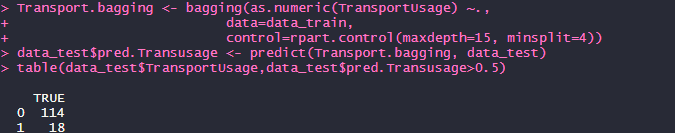 > Transport.bagging <- bagging(as.numeric(TransportUsage) ~.,
+ data=data_train,
+ control=rpart.control(maxdepth=15, minsplit=4))
> data_test$pred.Transusage <- predict(Transport.bagging, data_test)
> table(data_test$TransportUsage,data_test$pred.Transusage>0.5)
TRUE
0 114
1 18